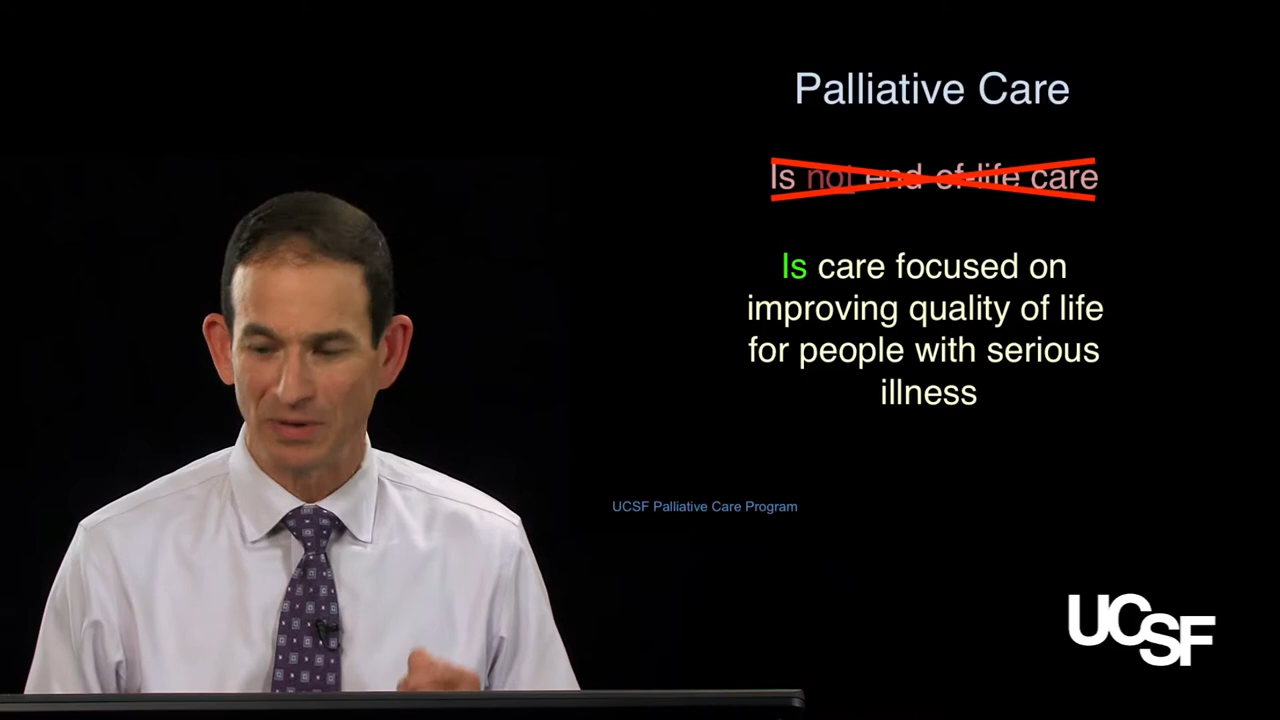 Palliative Care
Is not end-of-life care
Is care focused on
improving quality of life
for people with serious
illness
UCSF Palliative Care Program
UCSF